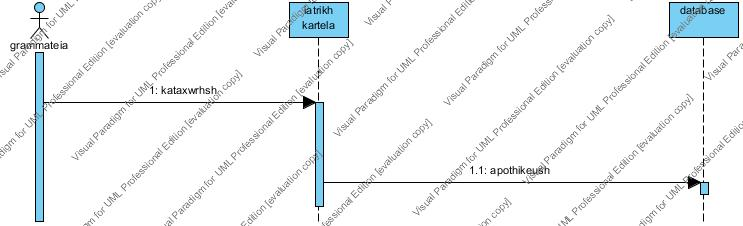 iatrikh
kartela
database
grammateia
1: kataxwrhsh
1.1: apothikeush
Visual Paradigm for UML Professional Edition [evaluation copy]